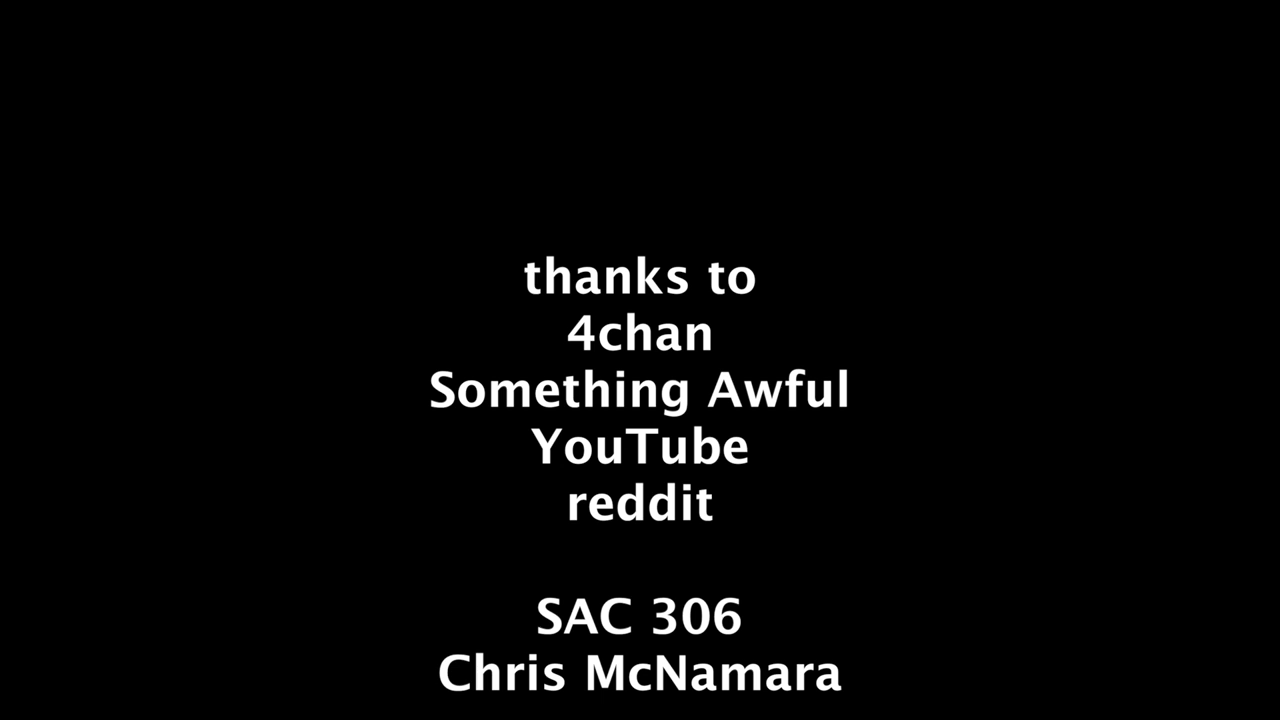 thanks to
4chan
Something Awful
YouTube
reddit
SAC 306
Chris McNamara